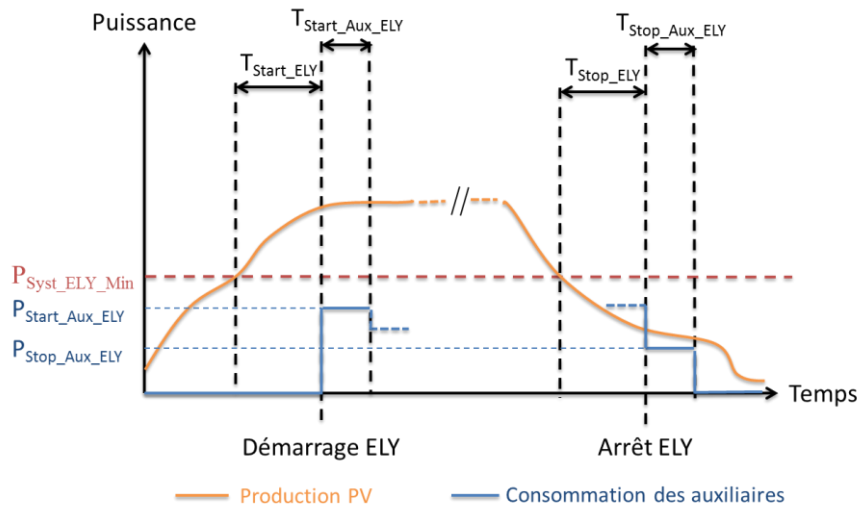 Puissance
T_Start_Aux_ELY
T_Stop_Aux_ELY
T_Start_ELY
T_Stop_ELY
//
P_Syst_ELY_Min
P_Start_Aux_ELY
P_Stop_Aux_ELY
Temps
Démarrage ELY
Arrêt ELY
Production PV
Consommation des auxiliaires